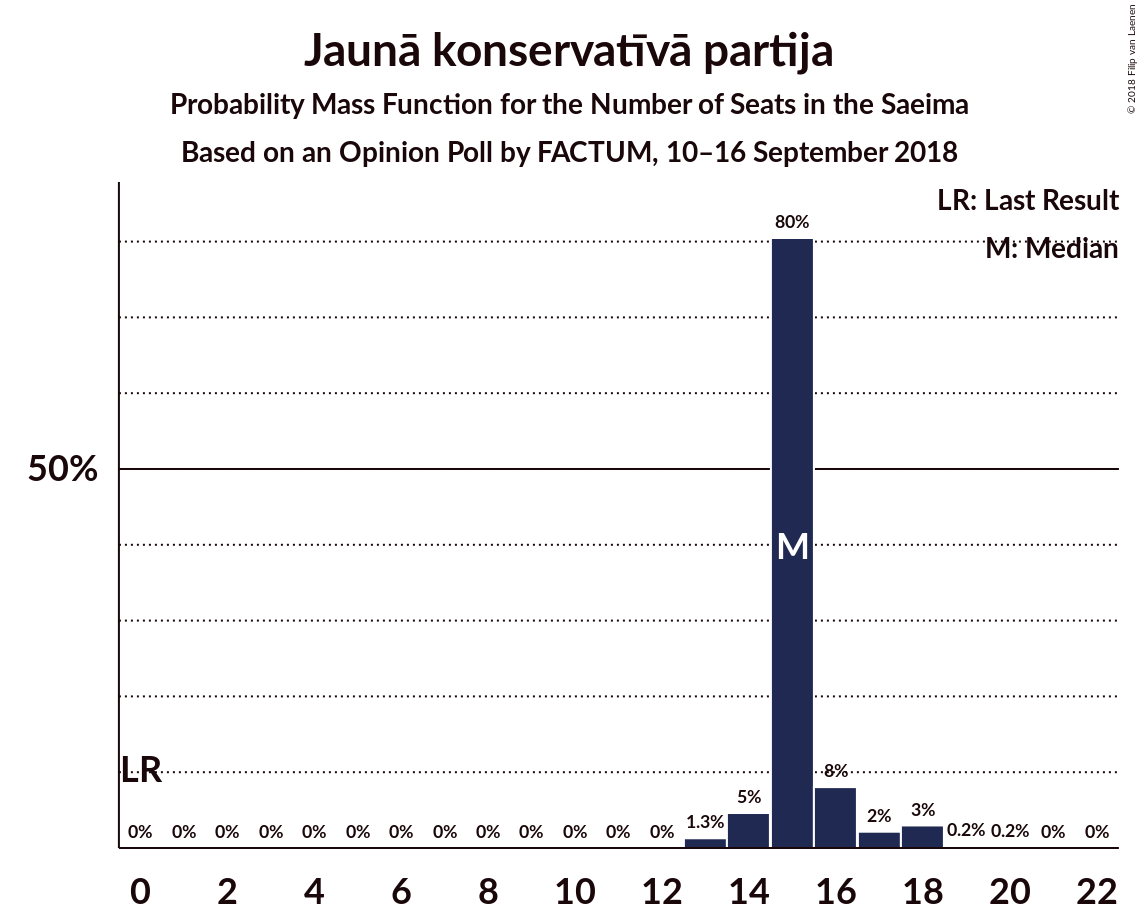 Jaunā konservatīvā partija
Probability Mass Function for the Number of Seats in the Saeima
Based on an Opinion Poll by FACTUM, 10–16 September 2018
© 2018 Filip van Laenen
LR: Last Result
M: Median
80%
50%
M
LR
0% 0% 0% 0% 0% 0% 0% 0% 0% 0% 0% 0% 0% 1.3% 5% 8% 2% 3% 0.2% 0.2% 0% 0%
0 2 4 6 8 10 12 14 16 18 20 22